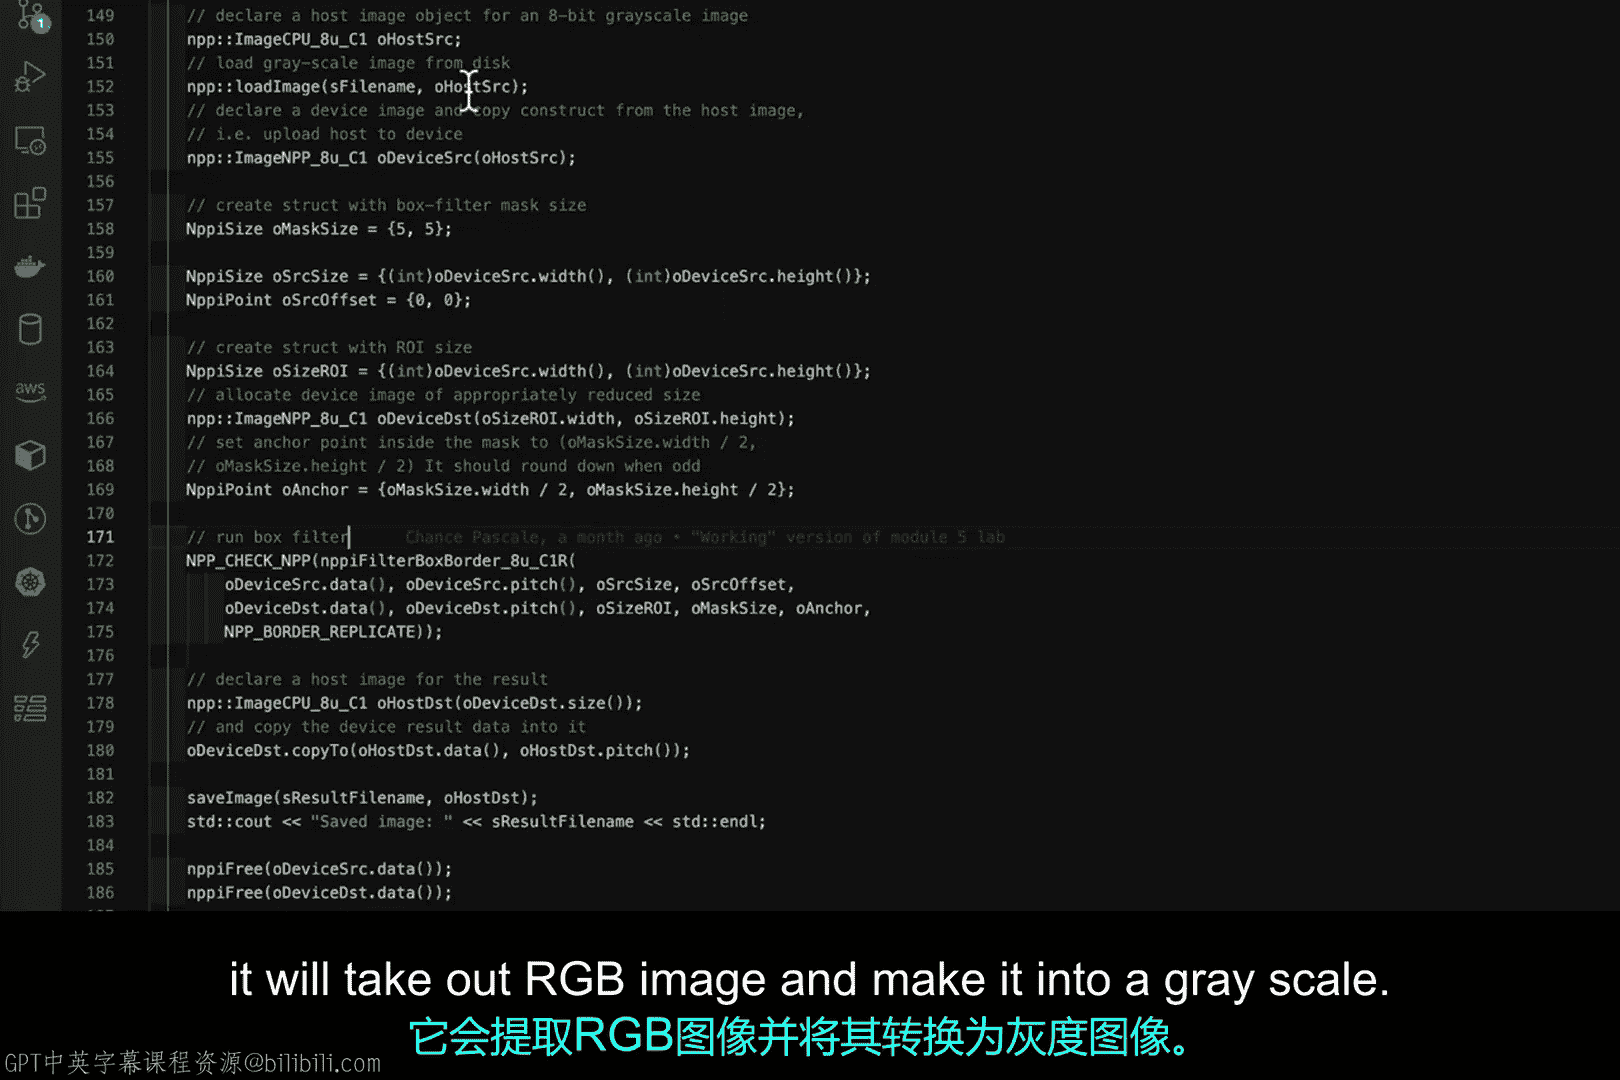 149 // declare a host image object for an 8-bit grayscale image
150 npp::ImageCPU_8u_C1 oHostSrc;
151 // load gray-scale image from disk
152 npp::loadImage(sFilename, oHostSrc);
153 // declare a device image and copy construct from the host image,
154 // i.e. upload host to device
155 npp::ImageNPP_8u_C1 oDeviceSrc(oHostSrc);
156
157 // create struct with box-filter mask size
158 NppiSize oMaskSize = {5, 5};
159
160 NppiSize oSrcSize = {(int)oDeviceSrc.width(), (int)oDeviceSrc.height()};
161 NppiPoint oSrcOffset = {0, 0};
162
163 // create struct with ROI size
164 NppiSize oSizeROI = {(int)oDeviceSrc.width(), (int)oDeviceSrc.height()};
165 // allocate device image of appropriately reduced size
166 npp::ImageNPP_8u_C1 oDeviceDst(oSizeROI.width, oSizeROI.height);
167 // set anchor point inside the mask to (oMaskSize.width / 2,
168 // oMaskSize.height / 2) It should round down when odd
169 NppiPoint oAnchor = {oMaskSize.width / 2, oMaskSize.height / 2};
170
171 // run box filter Chance Pascale, a month ago • "Working" version of module 5 lab
172 NPP_CHECK_NPP(nppiFilterBoxBorder_8u_C1R(
173 oDeviceSrc.data(), oDeviceSrc.pitch(), oSrcSize, oSrcOffset,
174 oDeviceDst.data(), oDeviceDst.pitch(), oSizeROI, oMaskSize, oAnchor,
175 NPP_BORDER_REPLICATE));
176
177 // declare a host image for the result
178 npp::ImageCPU_8u_C1 oHostDst(oDeviceDst.size());
179 // and copy the device result data into it
180 oDeviceDst.copyTo(oHostDst.data(), oHostDst.pitch());
181
182 saveImage(sResultFilename, oHostDst);
183 std::cout << "Saved image: " << sResultFilename << std::endl;
184
185 nppiFree(oDeviceSrc.data());
186 nppiFree(oDeviceDst.data());
1
aws
it will take out RGB image and make it into a gray scale.
它会提取RGB图像并将其转换为灰度图像。
GPT中英字幕课程资源@bilibili.com